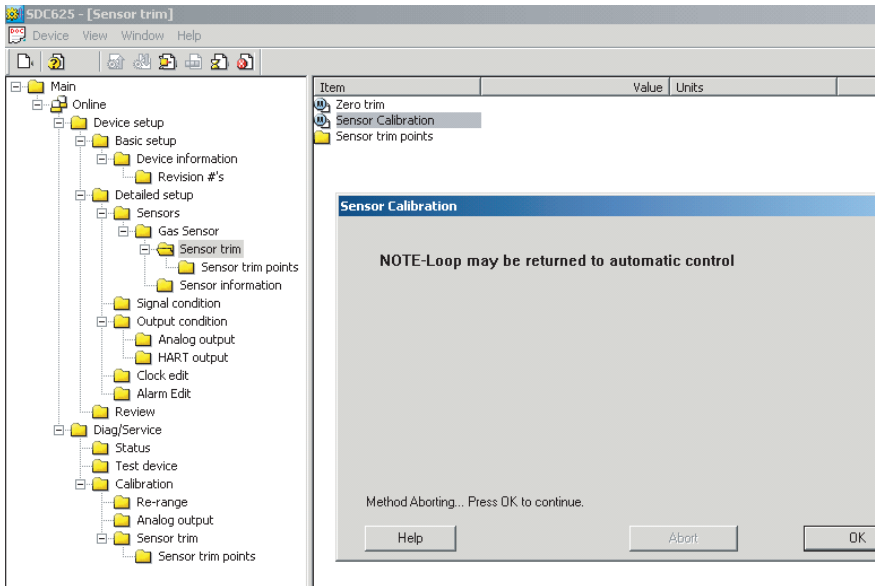 SDC625 - [Sensor trim]
Device View Window Help
Main
Online
Device setup
Basic setup
Device information
Revision #'s
Detailed setup
Sensors
Gas Sensor
Sensor trim
Sensor trim points
Sensor information
Signal condition
Output condition
Analog output
HART output
Clock edit
Alarm Edit
Review
Diag/Service
Status
Test device
Calibration
Re-range
Analog output
Sensor trim
Sensor trim points
Item Value Units
Zero trim
Sensor Calibration
Sensor trim points
Sensor Calibration
NOTE-Loop may be returned to automatic control
Method Aborting... Press OK to continue.
Help Abort OK